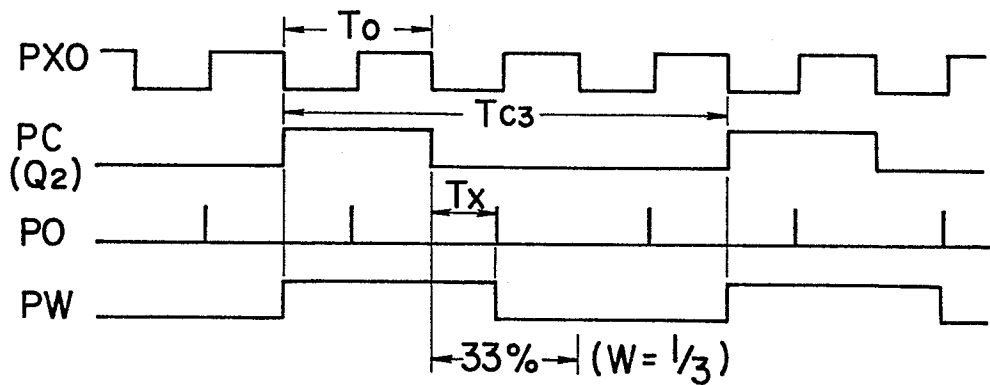 To
PXO
Tc3
PC
(Q2)
Tx
PO
PW
33% (W = 1/3)